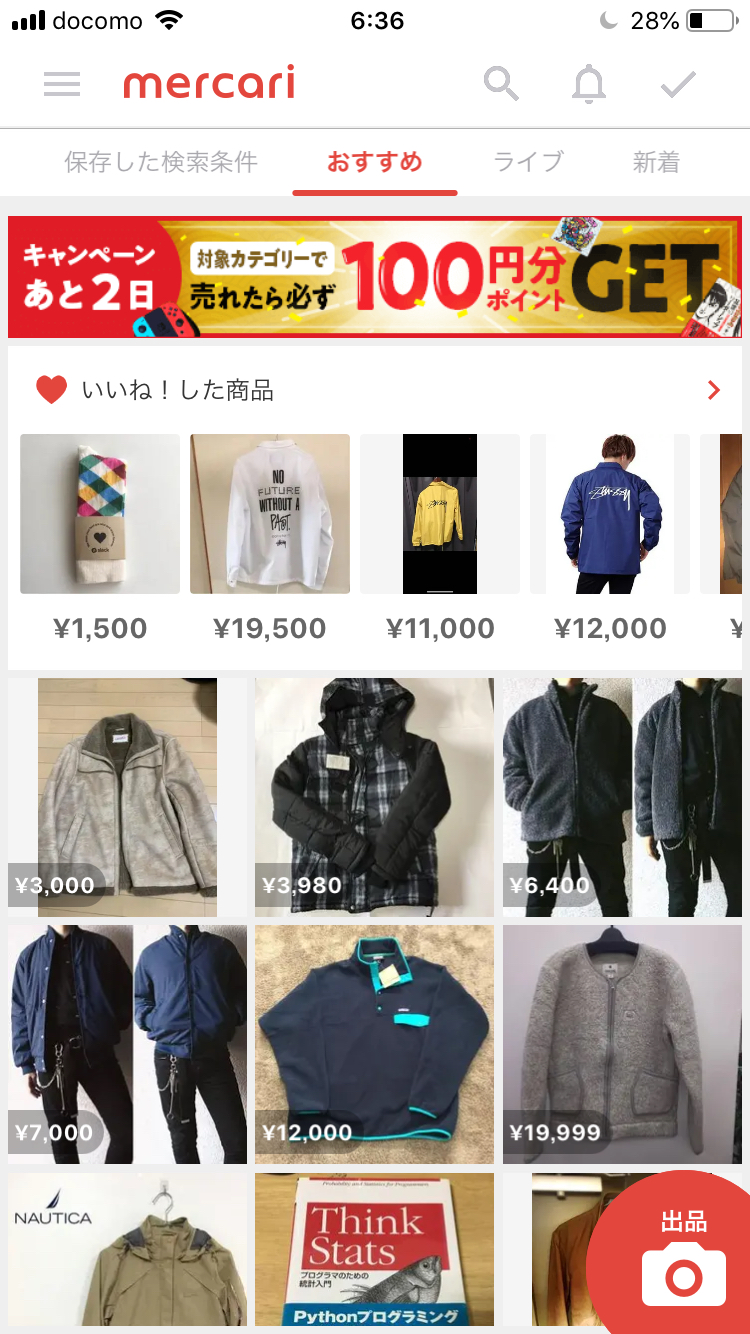 docomo 6:36 28%
mercari
保存した検索条件 おすすめ ライブ 新着
キャンペーン
あと2日
対象カテゴリーで
売れたら必ず
100円分
ポイント
GET
いいね!した商品
NO
FUTURE
WITHOUT A
PAST.
¥1,500 ¥19,500 ¥11,000 ¥12,000 ¥
¥3,000 ¥3,980 ¥6,400
¥7,000 ¥12,000 ¥19,999
NAUTICA
Probability and Statistics for Programmers
Think
Stats
プログラマのための
統計入門
Pythonプログラミング
出品